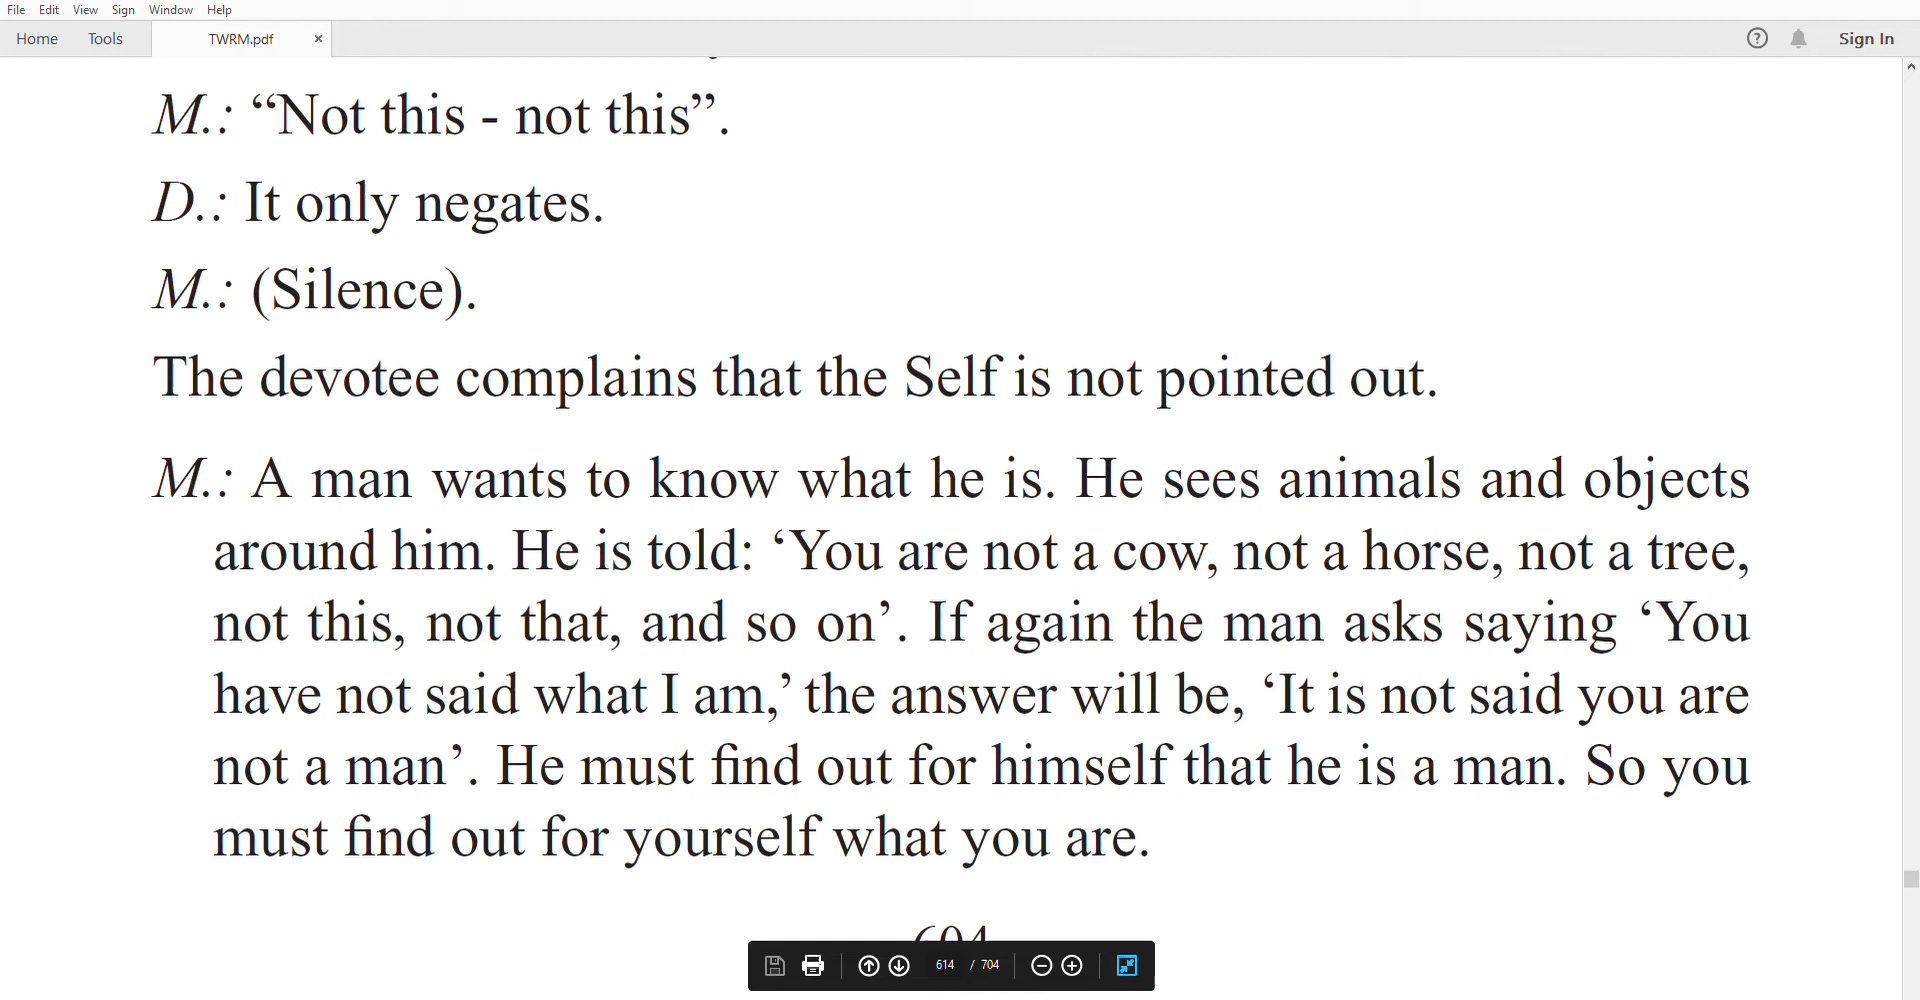 File Edit View Sign Window Help
Home Tools TWRM.pdf × ? Sign In
M.: “Not this - not this”.
D.: It only negates.
M.: (Silence).
The devotee complains that the Self is not pointed out.
M.: A man wants to know what he is. He sees animals and objects
around him. He is told: ‘You are not a cow, not a horse, not a tree,
not this, not that, and so on’. If again the man asks saying ‘You
have not said what I am,’ the answer will be, ‘It is not said you are
not a man’. He must find out for himself that he is a man. So you
must find out for yourself what you are.
604
614 / 704